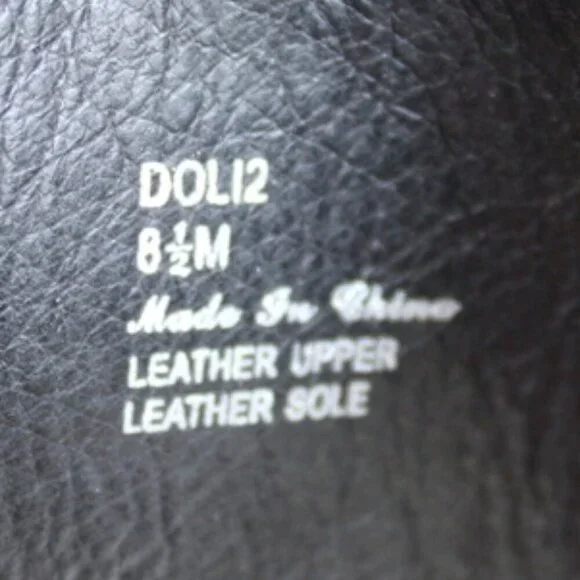 DOLI2
8½M
Made In China
LEATHER UPPER
LEATHER SOLE